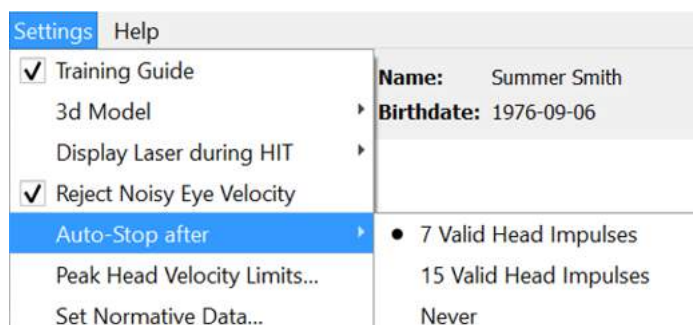 Settings Help
Training Guide
Name: Summer Smith
3d Model
Birthdate: 1976-09-06
Display Laser during HIT
Reject Noisy Eye Velocity
Auto-Stop after
7 Valid Head Impulses
Peak Head Velocity Limits...
15 Valid Head Impulses
Set Normative Data...
Never